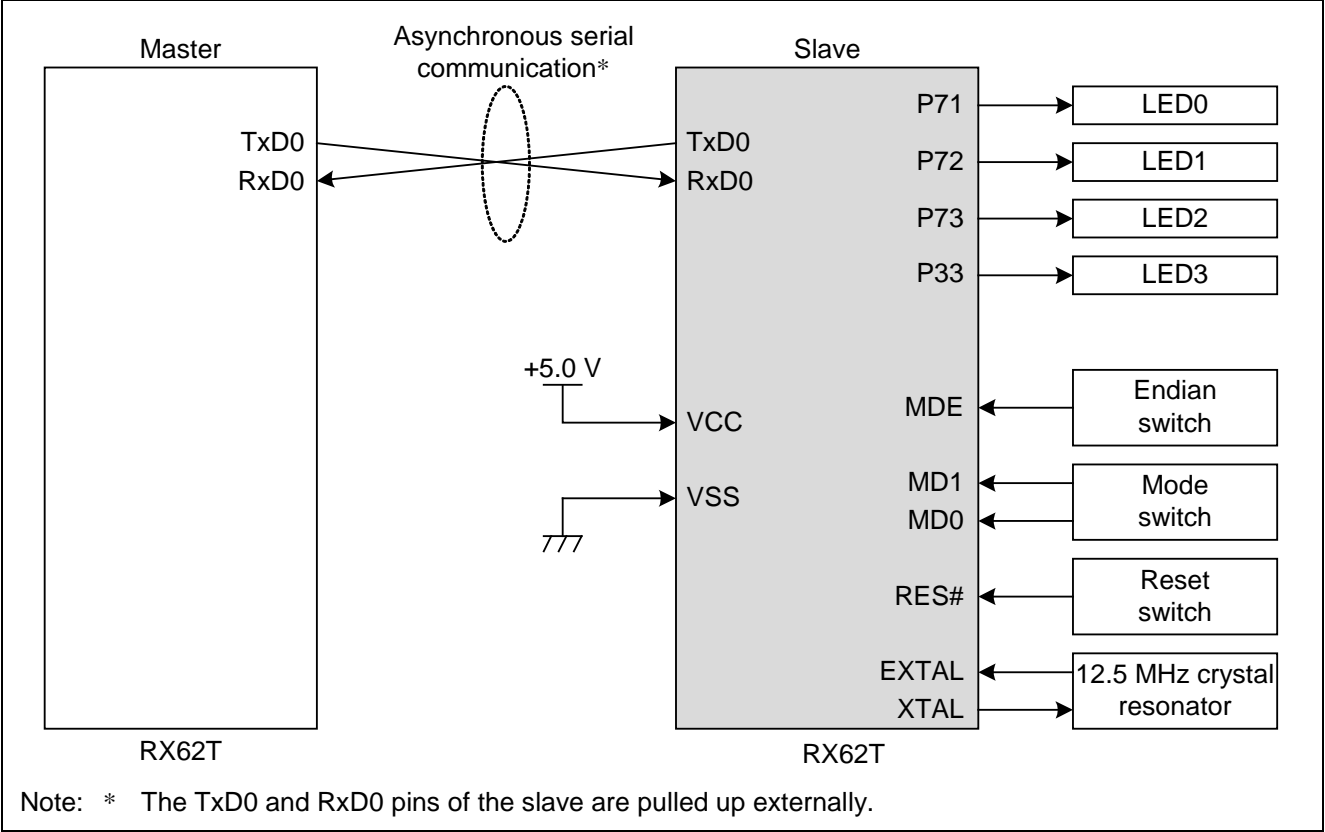 Master
Asynchronous serial
communication*
Slave
TxD0
RxD0
TxD0
RxD0
P71
LED0
P72
LED1
P73
LED2
P33
LED3
+5.0 V
VCC
VSS
MDE
Endian
switch
MD1
MD0
Mode
switch
RES#
Reset
switch
EXTAL
XTAL
12.5 MHz crystal
resonator
RX62T
RX62T
Note: * The TxD0 and RxD0 pins of the slave are pulled up externally.